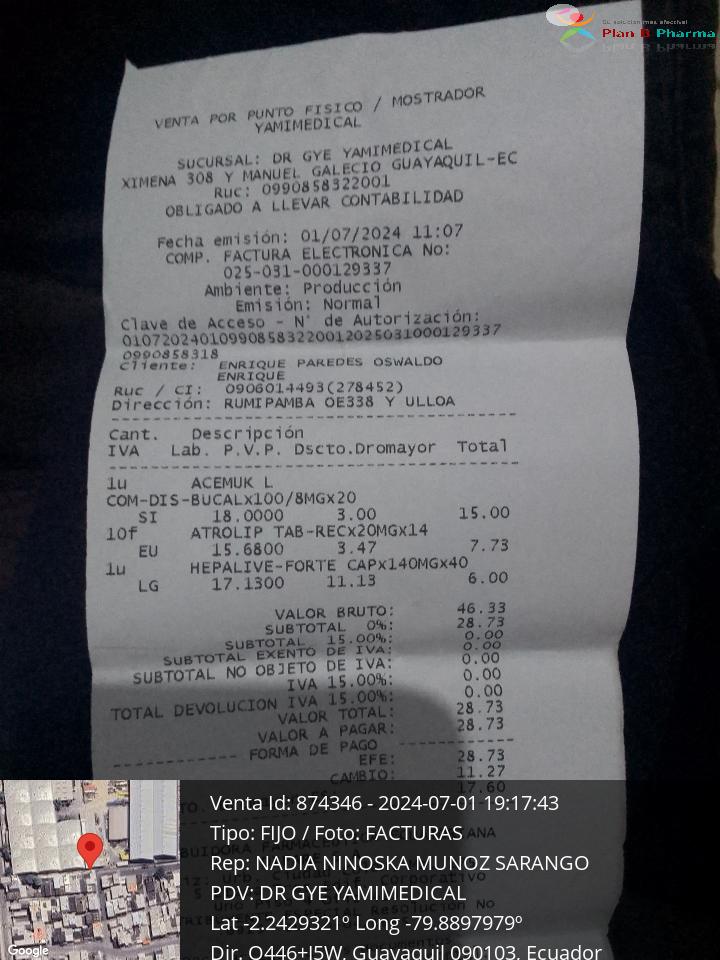 Su solución más efectiva!
Plan B Pharma
VENTA POR PUNTO FISICO / MOSTRADOR
YAMIMEDICAL
SUCURSAL: DR GYE YAMIMEDICAL
XIMENA 308 Y MANUEL GALECIO GUAYAQUIL-EC
Ruc: 0990858322001
OBLIGADO A LLEVAR CONTABILIDAD
Fecha emisión: 01/07/2024 11:07
COMP. FACTURA ELECTRONICA No:
025-031-000129337
Ambiente: Producción
Emisión: Normal
Clave de Acceso - N° de Autorización:
010720240109908583220012025031000129337
0990858318
Cliente: ENRIQUE PAREDES OSWALDO
ENRIQUE
Ruc / CI: 0906014493(278452)
Dirección: RUMIPAMBA OE338 Y ULLOA
Cant. Descripción
IVA Lab. P.V.P. Dscto.Dromayor Total
1u ACEMUK L
COM-DIS-BUCALx100/8MGx20
SI 18.0000 3.00 15.00
10f ATROLIP TAB-RECx20MGx14
EU 15.6800 3.47 7.73
1u HEPALIVE-FORTE CAPx140MGx40
LG 17.1300 11.13 6.00
VALOR BRUTO: 46.33
SUBTOTAL 0%: 28.73
SUBTOTAL 15.00%: 0.00
SUBTOTAL EXENTO DE IVA: 0.00
SUBTOTAL NO OBJETO DE IVA: 0.00
IVA 15.00%: 0.00
TOTAL DEVOLUCION IVA 15.00%: 0.00
VALOR TOTAL: 28.73
VALOR A PAGAR: 28.73
FORMA DE PAGO
EFE: 28.73
CAMBIO: 11.27
17.60
Venta Id: 874346 - 2024-07-01 19:17:43
Tipo: FIJO / Foto: FACTURAS
Rep: NADIA NINOSKA MUNOZ SARANGO
PDV: DR GYE YAMIMEDICAL
Lat -2.2429321º Long -79.8897979º
Dir. Q446+J5W, Guayaquil 090103, Ecuador
Google